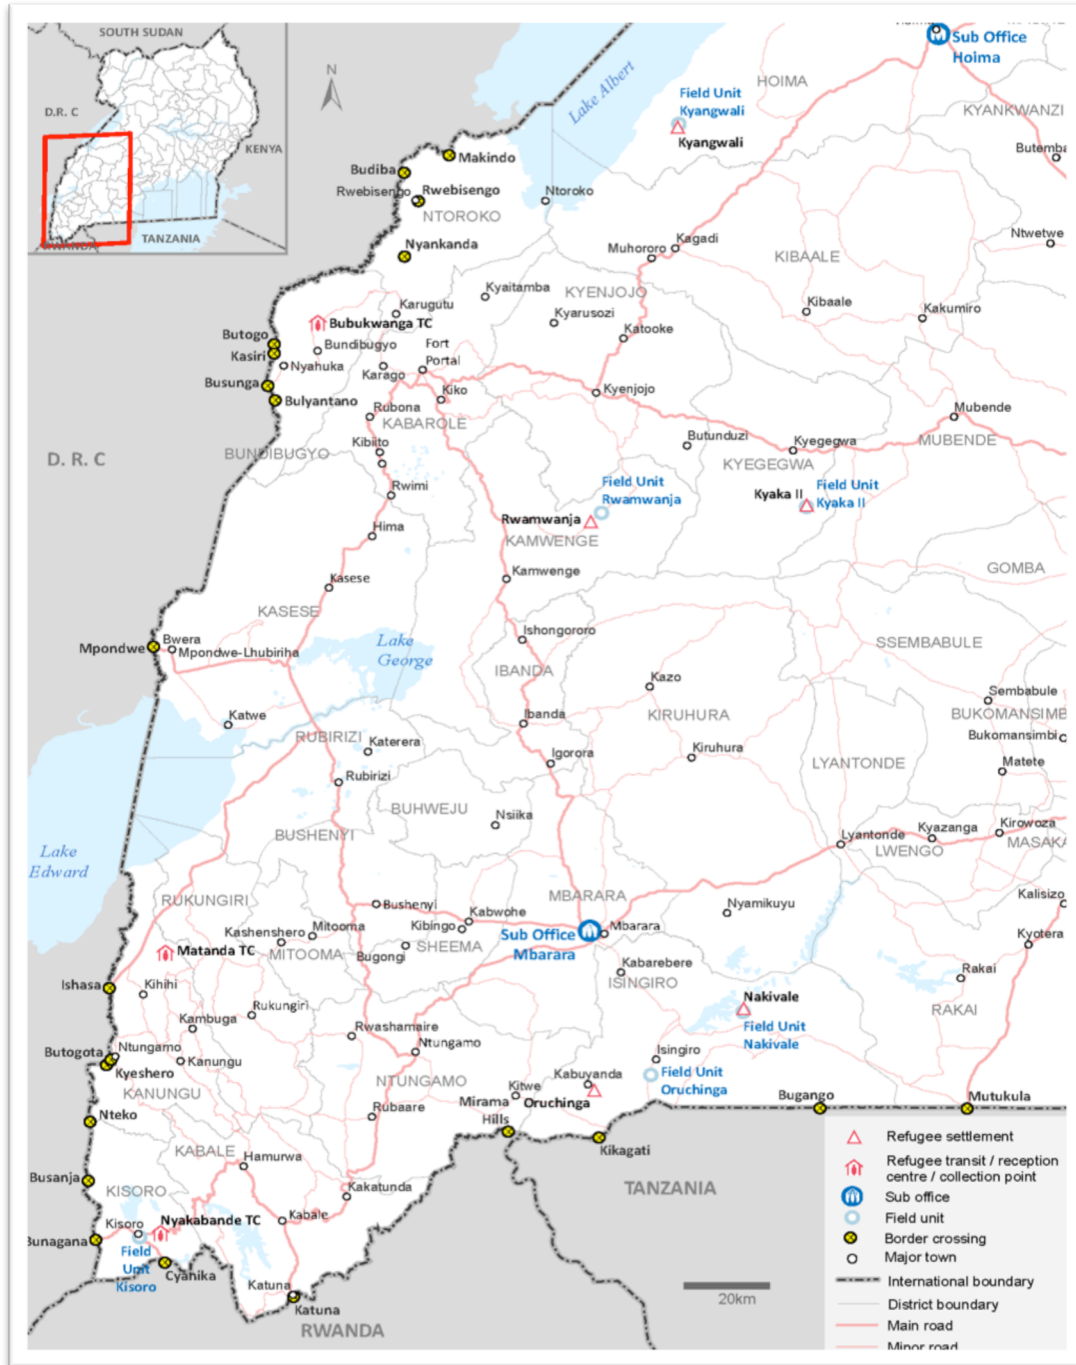 SOUTH SUDAN
D.R. C
KENYA
TANZANIA
RWANDA
N
Lake Albert
Sub Office
Hoima
HOIMA
Field Unit
Kyangwali
Kyangwali
KYANKWANZI
Butemba
Makindo
Budiba
Rwebisengo
Rwebisengo
NTOROKO
Ntoroko
Nyankanda
Ntwetwe
Kagadi
Muhororo
KIBAALE
Kyaitamba
KYENJOJO
Karugutu
Kyarusozi
Kibaale
Kakumiro
Bubukwanga TC
Katooke
Butogo
Kasiri
Bundibugyo
Fort
Portal
Nyahuka
Karago
Busunga
Bulyantano
Kiko
Kyenjojo
Rubona
KABAROLE
Mubende
MUBENDE
Kibiito
Butunduzi
Kyegegwa
KYEGEGWA
BUNDIBUGYO
D. R. C
Rwimi
Field Unit
Rwamwanja
Kyaka II
Field Unit
Kyaka II
Rwamwanja
Hima
KAMWENGE
Kamwenge
GOMBA
Kasese
KASESE
Ishongororo
SSEMBABULE
Mpondwe
Bwera
Mpondwe-Lhubiriha
Lake
George
IBANDA
Kazo
Sembabule
KIRUHURA
BUKOMANSIMB
Bukomansimbi
Katwe
Ibanda
RUBIRIZI
Katerera
Kiruhura
Igorora
LYANTONDE
Matete
Rubirizi
BUHWEJU
Nsiika
BUSHENYI
Lyantonde
Kyazanga
Kirowoza
LWENGO
MASAKA
Lake
Edward
RUKUNGIRI
MBARARA
Kalisizo
Bushenyi
Kabwohe
Nyamikuyu
Kibingo
Kashenshero
Mitooma
Sub Office
Mbarara
Mbarara
Kyotera
Matanda TC
MITOOMA
Bugongi
SHEEMA
Kabarebere
ISINGIRO
Rakai
Ishasa
Kihihi
Nakivale
RAKAI
Rukungiri
Kambuga
Field Unit
Nakivale
Rwashamaire
Butogota
Ntungamo
Kyeshero
Kanungu
Ntungamo
Isingiro
Field Unit
Oruchinga
KANUNGU
NTUNGAMO
Kabuyanda
Kitwe
Mirama
Hills
Oruchinga
Bugango
Mutukula
Nteko
Rubaare
Kikagati
KABALE
Hamurwa
Busanja
KISORO
Kakatunda
TANZANIA
Kisoro
Nyakabande TC
Kabale
Bunagana
Field
Unit
Kisoro
Cyanika
Katuna
Katuna
RWANDA
20km
Refugee settlement
Refugee transit / reception
centre / collection point
Sub office
Field unit
Border crossing
Major town
International boundary
District boundary
Main road
Minor road